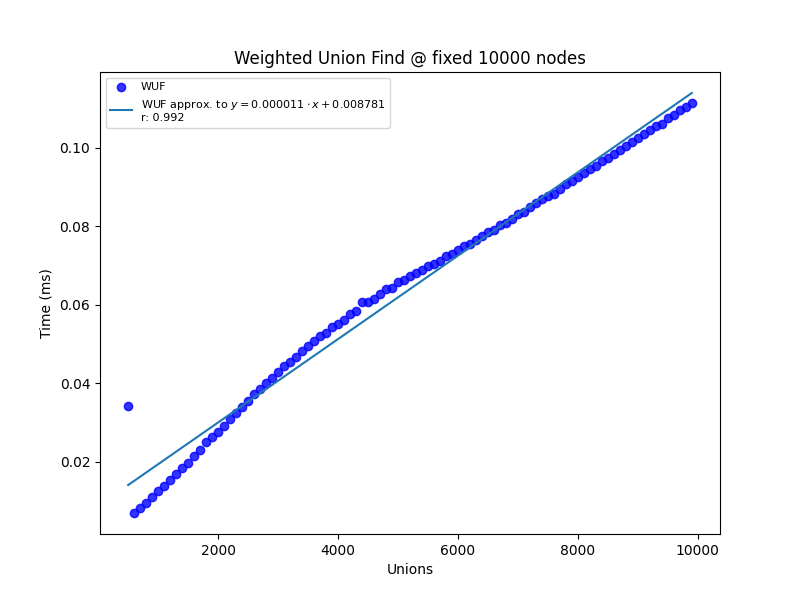 Weighted Union Find @ fixed 10000 nodes
WUF
WUF approx. to y = 0.000011 · x + 0.008781
r: 0.992
0.10
0.08
0.06
0.04
0.02
Time (ms)
2000 4000 6000 8000 10000
Unions